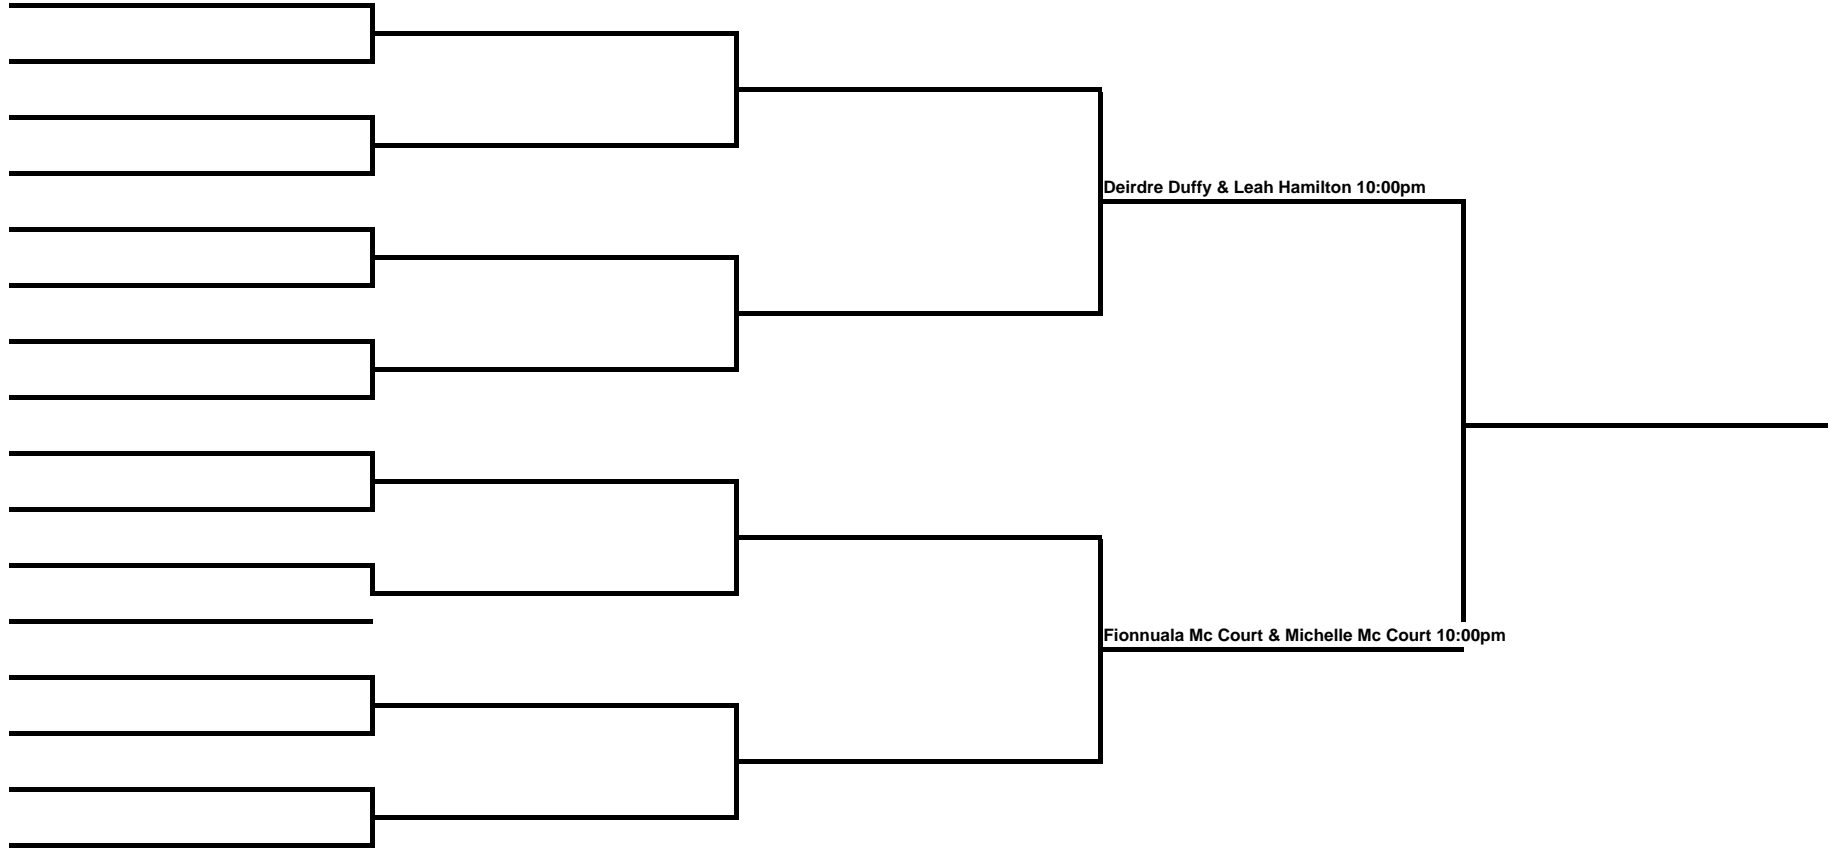 Deirdre Duffy & Leah Hamilton 10:00pm
Fionnuala Mc Court & Michelle Mc Court 10:00pm